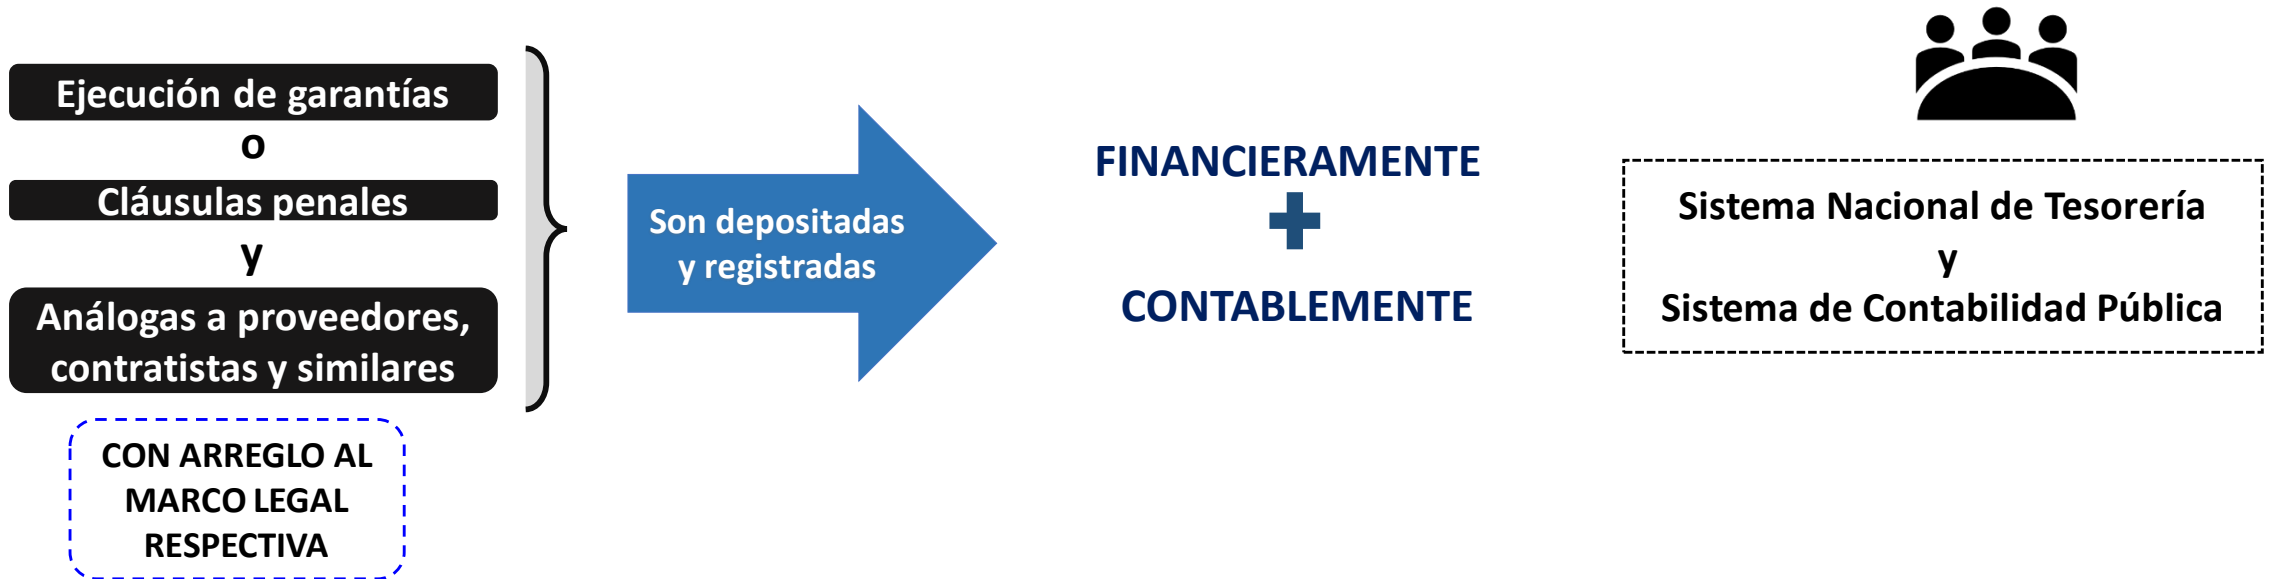 Ejecución de garantías
o
Cláusulas penales
y
Análogas a proveedores,
contratistas y similares
CON ARREGLO AL
MARCO LEGAL
RESPECTIVA
Son depositadas
y registradas
FINANCIERAMENTE
CONTABLEMENTE
Sistema Nacional de Tesorería
y
Sistema de Contabilidad Pública